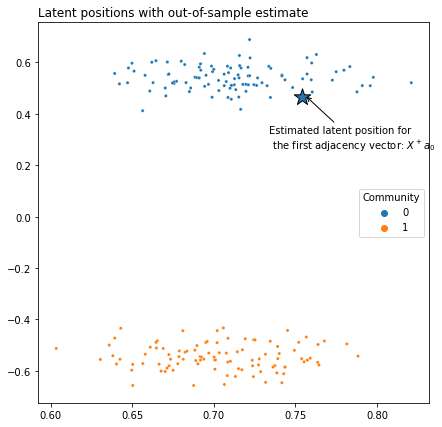 Latent positions with out-of-sample estimate
0.6
0.4
Estimated latent position for
the first adjacency vector: $X^+a_0$
0.2
Community
0
1
0.0
−0.2
−0.4
−0.6
0.60 0.65 0.70 0.75 0.80